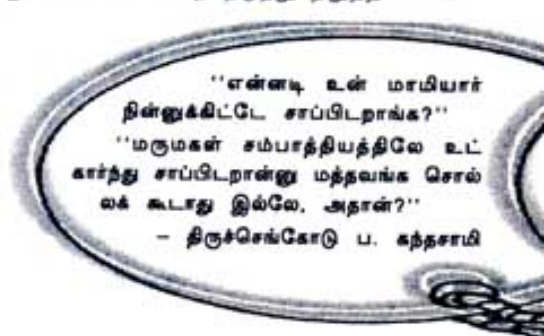 ''என்னடி உன் மாமியார்
நின்னுக்கிட்டே சாப்பிடறாங்க?''
''மருமகள் சம்பாத்தியத்திலே உட்
கார்ந்து சாப்பிடறான்னு மத்தவங்க சொல்
லக் கூடாது இல்லே, அதான்?''
– திருச்செங்கோடு ப. கந்தசாமி